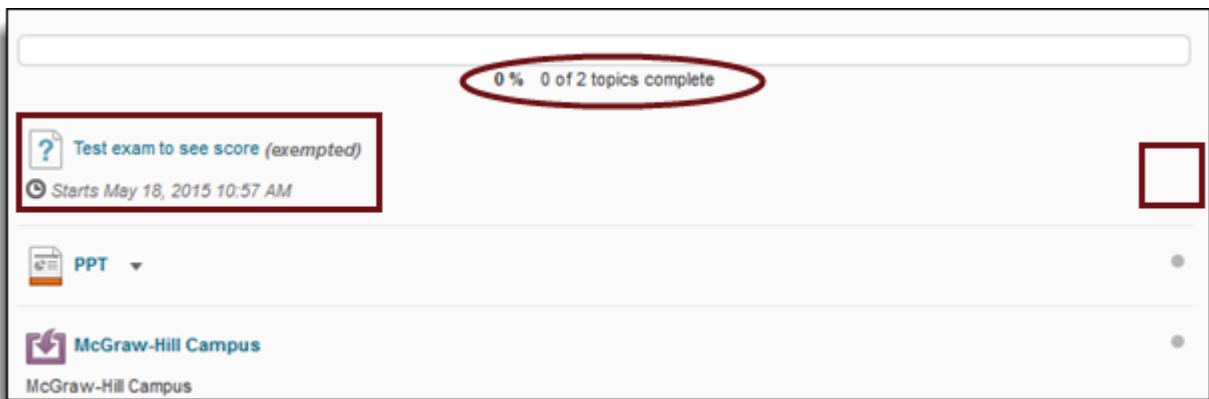 0 % 0 of 2 topics complete
? Test exam to see score (exempted)
Starts May 18, 2015 10:57 AM
PPT
McGraw-Hill Campus
McGraw-Hill Campus